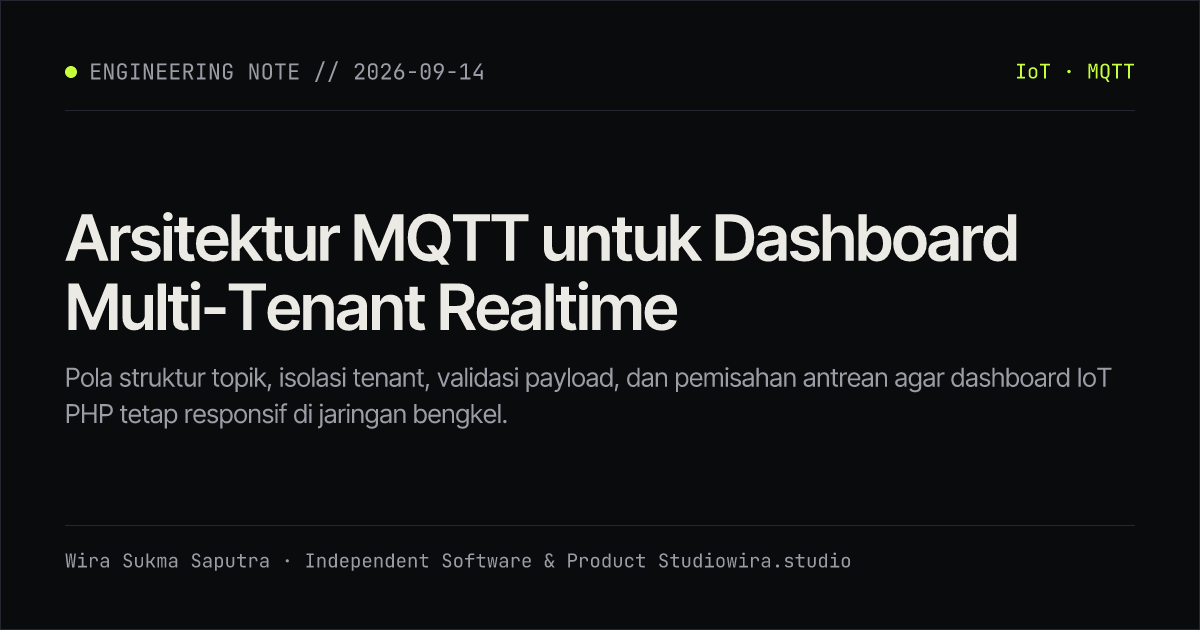 ENGINEERING NOTE // 2026-09-14
IoT · MQTT
Arsitektur MQTT untuk Dashboard
Multi-Tenant Realtime
Pola struktur topik, isolasi tenant, validasi payload, dan pemisahan antrean agar dashboard IoT
PHP tetap responsif di jaringan bengkel.
Wira Sukma Saputra · Independent Software & Product Studiowira.studio